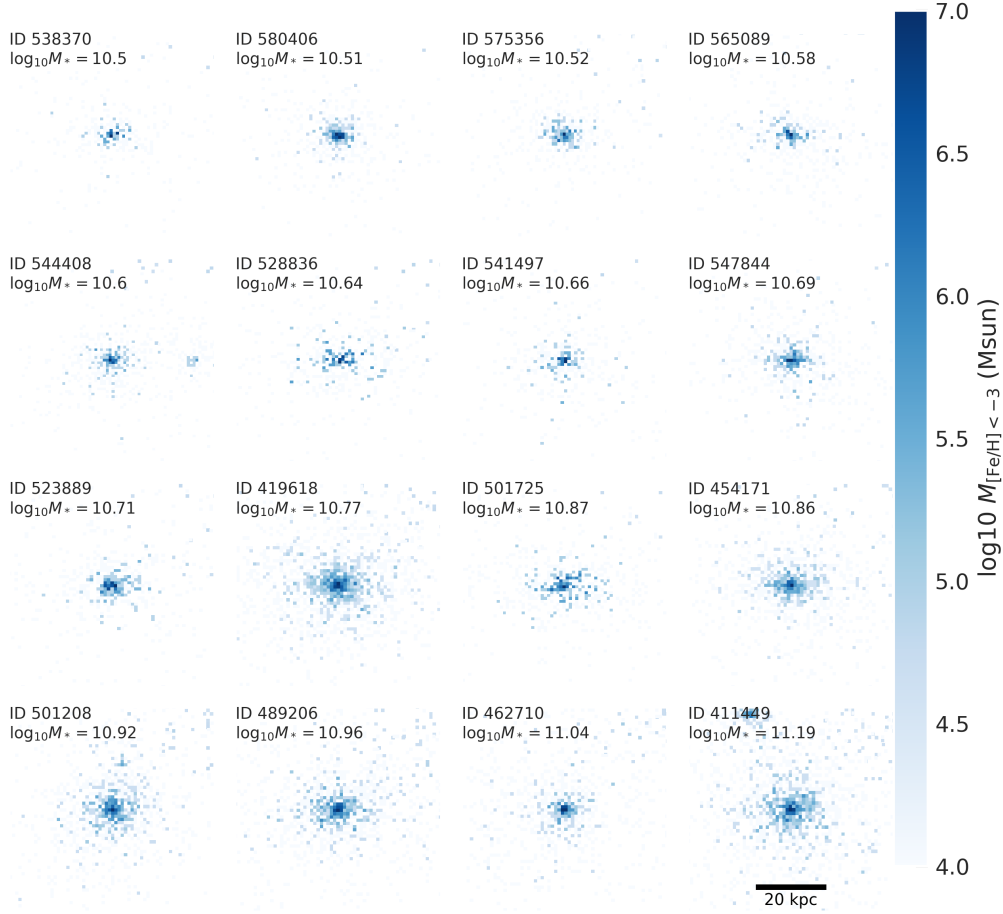 ID 538370
log₁₀M* = 10.5
ID 580406
log₁₀M* = 10.51
ID 575356
log₁₀M* = 10.52
ID 565089
log₁₀M* = 10.58
ID 544408
log₁₀M* = 10.6
ID 528836
log₁₀M* = 10.64
ID 541497
log₁₀M* = 10.66
ID 547844
log₁₀M* = 10.69
ID 523889
log₁₀M* = 10.71
ID 419618
log₁₀M* = 10.77
ID 501725
log₁₀M* = 10.87
ID 454171
log₁₀M* = 10.86
ID 501208
log₁₀M* = 10.92
ID 489206
log₁₀M* = 10.96
ID 462710
log₁₀M* = 11.04
ID 411449
log₁₀M* = 11.19
20 kpc
7.0
6.5
6.0
5.5
5.0
4.5
4.0
log10 M[Fe/H] < −3 (Msun)